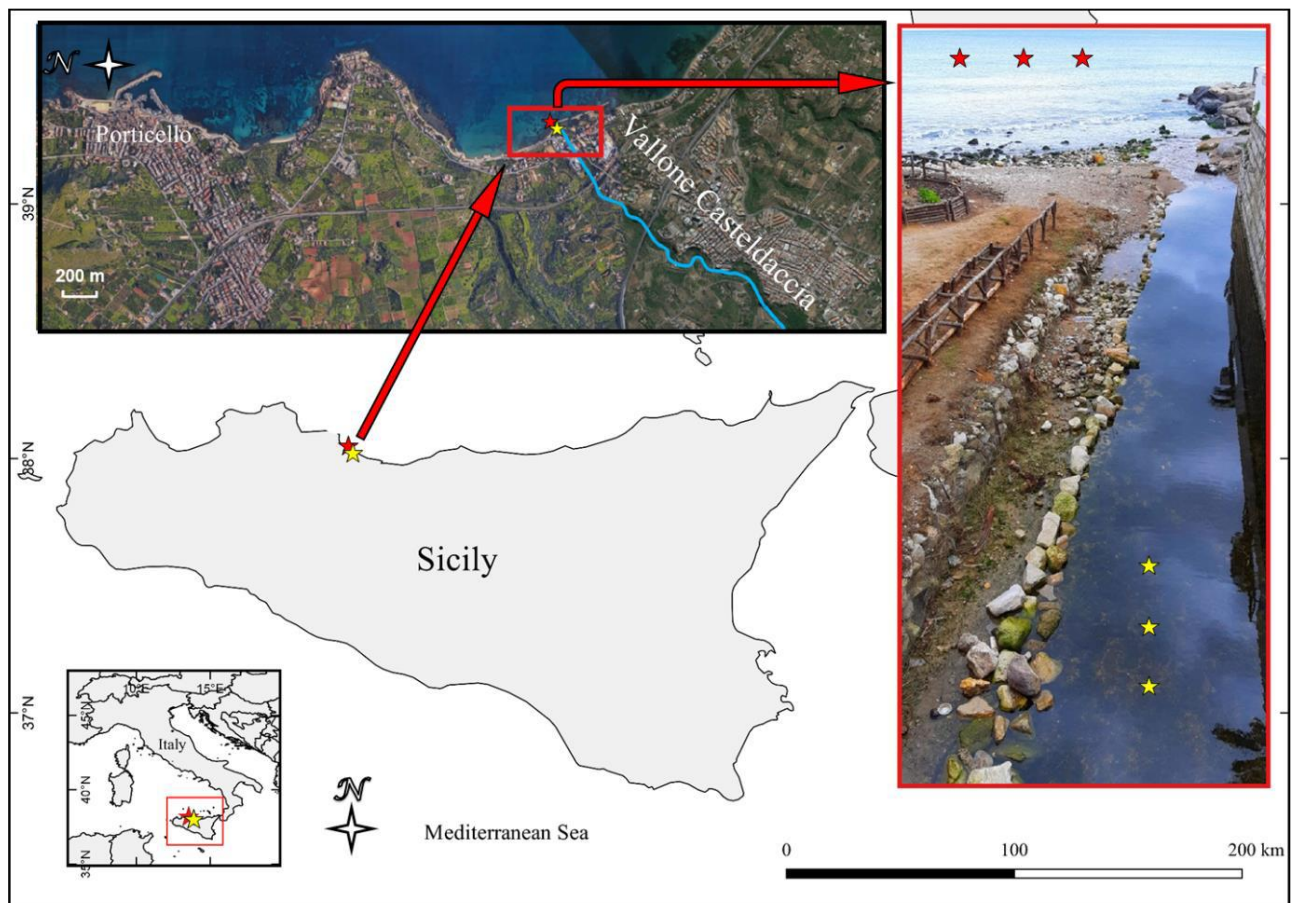 N
Porticello
200 m
Vallone Casteldaccia
39°N
38°N
37°N
Sicily
10°E
15°E
45°N
40°N
35°N
Italy
N
Mediterranean Sea
0
100
200 km